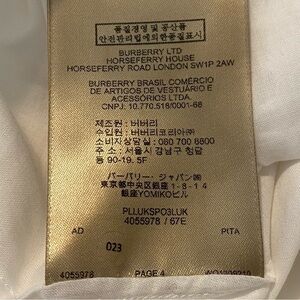 품질경영 및 공산품
안전관리법에의한품질표시
BURBERRY LTD
HORSEFERRY HOUSE
HORSEFERRY ROAD LONDON SW1P 2AW
BURBERRY BRASIL COMÉRCIO
DE ARTIGOS DE VESTUÁRIO E
ACESSÓRIOS LTDA.
CNPJ: 10.770.516/0001-68
제조원 : 버버리
수입원 : 버버리코리아㈜
소비자상담실 : 080 700 8800
주소 : 서울시 강남구 청담
동 90-19. 5F
バーバリー・ジャパン㈱
東京都中央区銀座 1 - 8 - 1 4
銀座YOMIKOビル
PLLUKSPO3LUK
4055978 / 67E
AD
PITA
023
4055978
PAGE 4